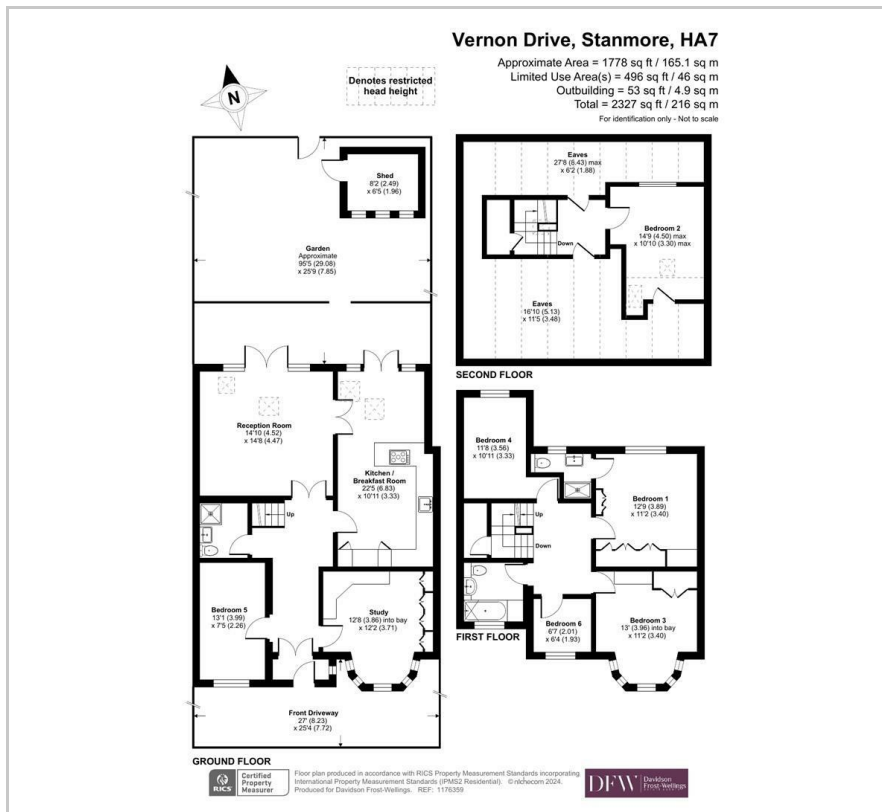 Vernon Drive, Stanmore, HA7
Approximate Area = 1778 sq ft / 165.1 sq m
Limited Use Area(s) = 496 sq ft / 46 sq m
Outbuilding = 53 sq ft / 4.9 sq m
Total = 2327 sq ft / 216 sq m
For identification only - Not to scale
Denotes restricted
head height
N
Shed
8'2 (2.49)
x 6'5 (1.96)
Garden
Approximate
95'5 (29.08)
x 25'9 (7.85)
Reception Room
14'10 (4.52)
x 14'8 (4.47)
Kitchen /
Breakfast Room
22'5 (6.83)
x 10'11 (3.33)
Up
Bedroom 5
13'1 (3.99)
x 7'5 (2.26)
Study
12'8 (3.86) into bay
x 12'2 (3.71)
Front Driveway
27' (8.23)
x 25'4 (7.72)
GROUND FLOOR
Eaves
27'8 (8.43) max
x 6'2 (1.88)
Bedroom 2
14'9 (4.50) max
x 10'10 (3.30) max
Down
Eaves
16'10 (5.13)
x 11'5 (3.48)
SECOND FLOOR
Bedroom 4
11'8 (3.56)
x 10'11 (3.33)
Bedroom 1
12'9 (3.89)
x 11'2 (3.40)
Up
Down
Bedroom 6
6'7 (2.01)
x 6'4 (1.93)
Bedroom 3
13' (3.96) into bay
x 11'2 (3.40)
FIRST FLOOR
RICS
Certified
Property
Measurer
Floor plan produced in accordance with RICS Property Measurement Standards incorporating
International Property Measurement Standards (IPMS2 Residential). © nichecom 2024.
Produced for Davidson Frost-Wellings. REF: 1176359
DFW
Davidson
Frost-Wellings